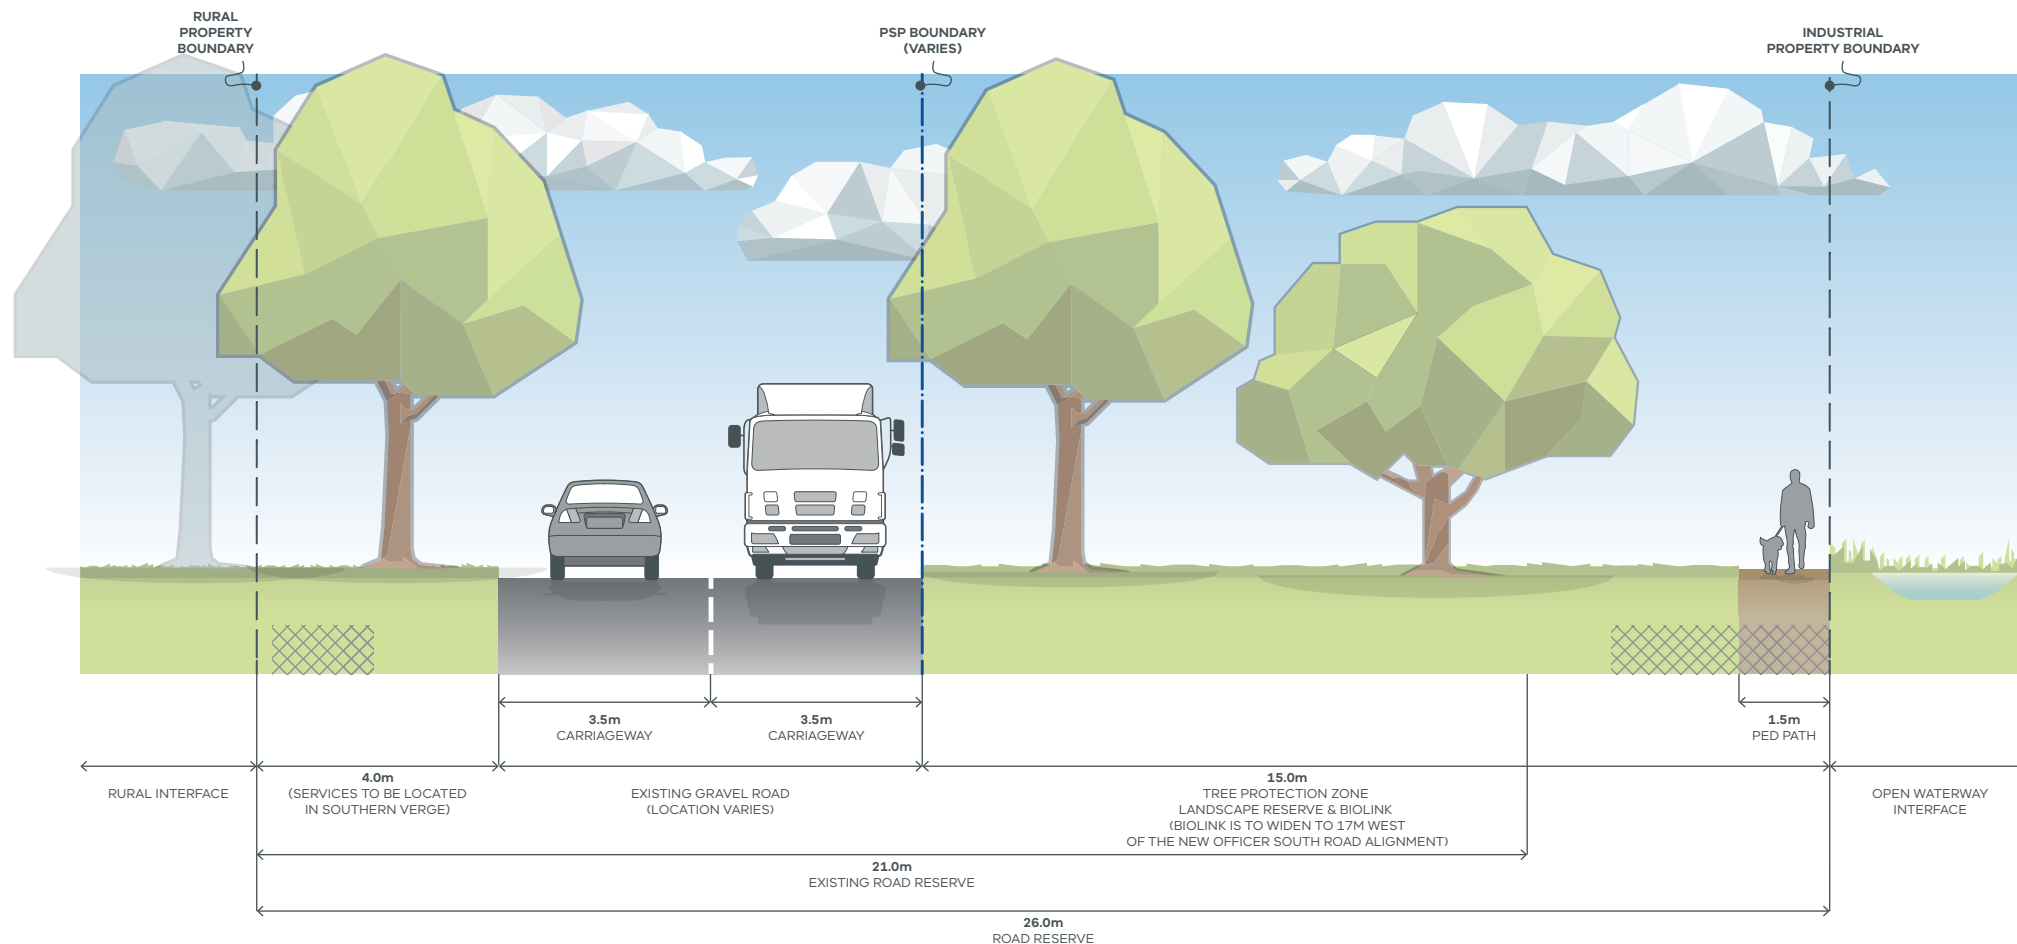 RURAL
PROPERTY
BOUNDARY
PSP BOUNDARY
(VARIES)
INDUSTRIAL
PROPERTY BOUNDARY
3.5m
CARRIAGEWAY
3.5m
CARRIAGEWAY
1.5m
PED PATH
RURAL INTERFACE
4.0m
(SERVICES TO BE LOCATED
IN SOUTHERN VERGE)
EXISTING GRAVEL ROAD
(LOCATION VARIES)
15.0m
TREE PROTECTION ZONE
LANDSCAPE RESERVE & BIOLINK
(BIOLINK IS TO WIDEN TO 17M WEST
OF THE NEW OFFICER SOUTH ROAD ALIGNMENT)
OPEN WATERWAY
INTERFACE
21.0m
EXISTING ROAD RESERVE
26.0m
ROAD RESERVE